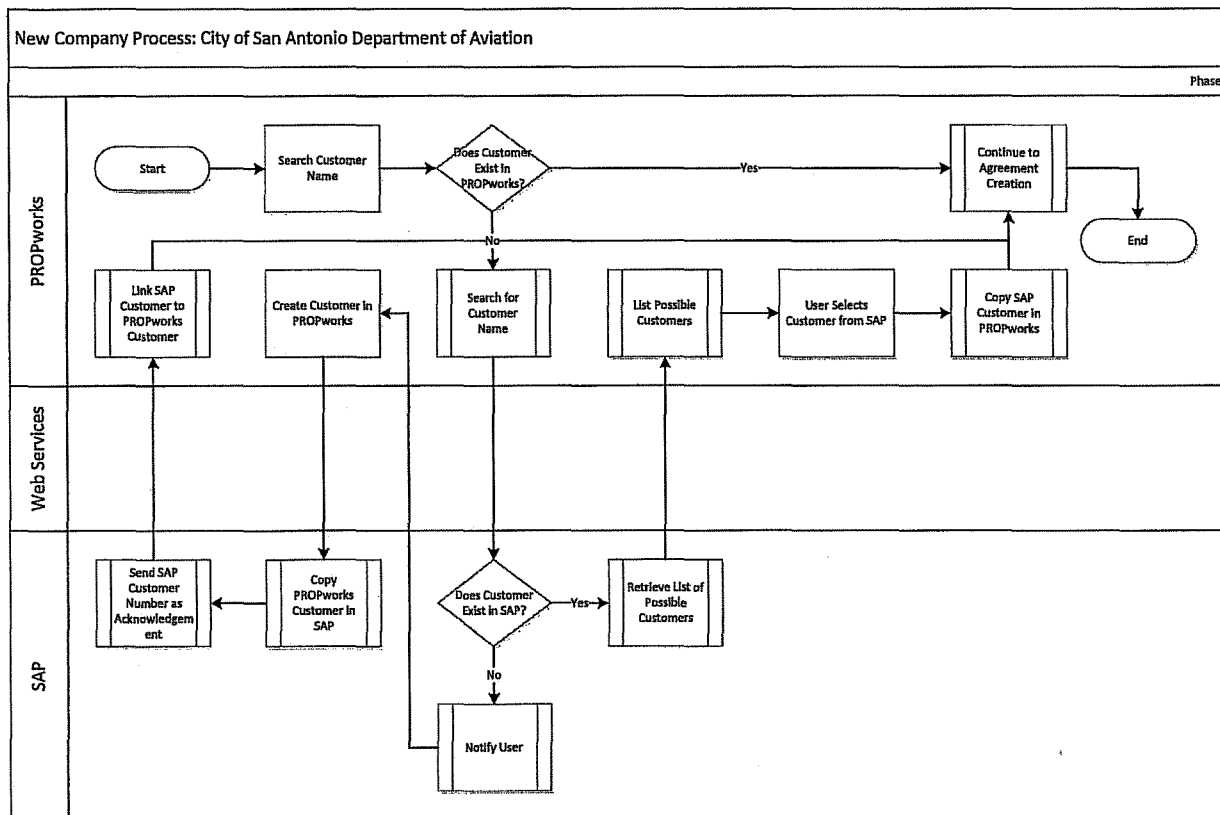 New Company Process: City of San Antonio Department of Aviation
Phase
PROPworks
Start
Search Customer
Name
Does Customer
Exist in
PROPworks?
Yes
Continue to
Agreement
Creation
End
No
Link SAP
Customer to
PROPworks
Customer
Create Customer in
PROPworks
Search for
Customer
Name
List Possible
Customers
User Selects
Customer from SAP
Copy SAP
Customer in
PROPworks
Web Services
SAP
Send SAP
Customer
Number as
Acknowledgem
ent
Copy
PROPworks
Customer in
SAP
Does Customer
Exist in SAP?
Yes
Retrieve List of
Possible
Customers
No
Notify User